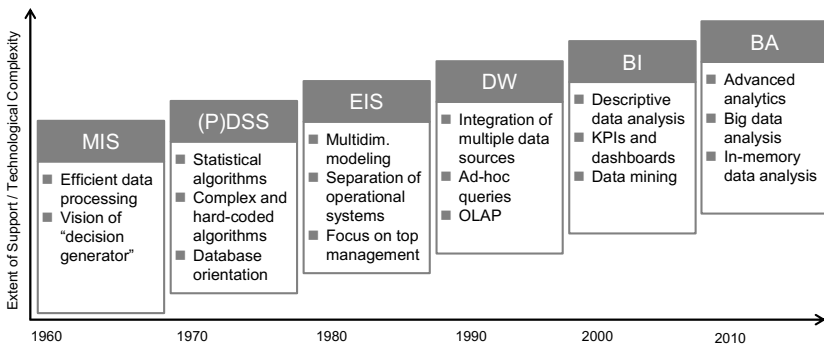 Extent of Support / Technological Complexity
MIS
■ Efficient data
processing
■ Vision of
“decision
generator”
(P)DSS
■ Statistical
algorithms
■ Complex and
hard-coded
algorithms
■ Database
orientation
EIS
■ Multidim.
modeling
■ Separation of
operational
systems
■ Focus on top
management
DW
■ Integration of
multiple data
sources
■ Ad-hoc
queries
■ OLAP
BI
■ Descriptive
data analysis
■ KPIs and
dashboards
■ Data mining
BA
■ Advanced
analytics
■ Big data
analysis
■ In-memory
data analysis
1960
1970
1980
1990
2000
2010